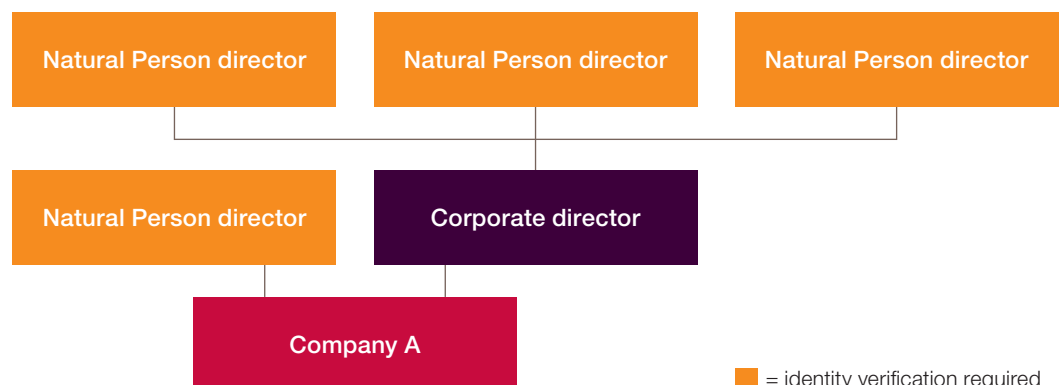 Natural Person director
Natural Person director
Natural Person director
Natural Person director
Corporate director
Company A
= identity verification required